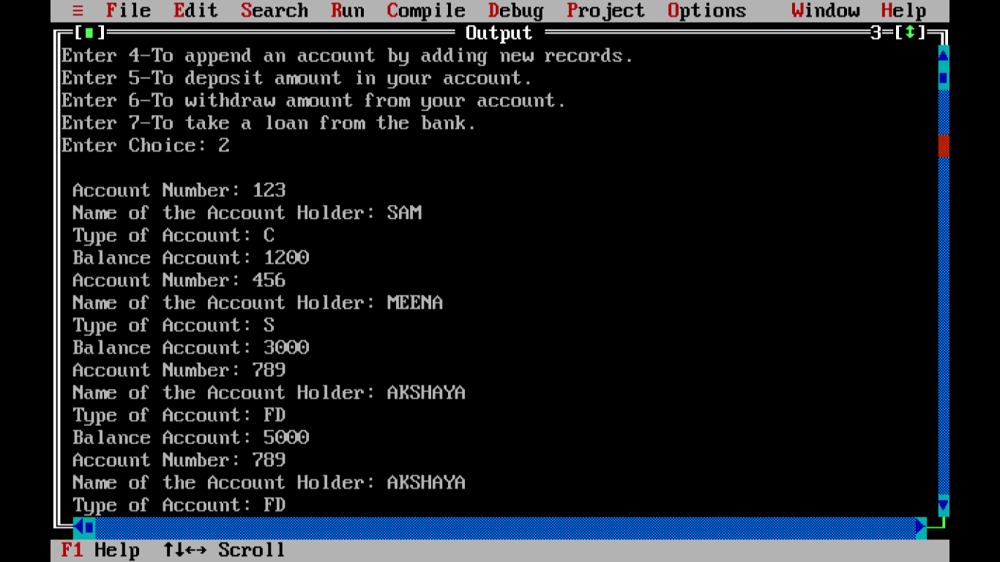 ≡ File Edit Search Run Compile Debug Project Options Window Help
[■] Output 3=[↕]
Enter 4-To append an account by adding new records.
Enter 5-To deposit amount in your account.
Enter 6-To withdraw amount from your account.
Enter 7-To take a loan from the bank.
Enter Choice: 2
Account Number: 123
Name of the Account Holder: SAM
Type of Account: C
Balance Account: 1200
Account Number: 456
Name of the Account Holder: MEENA
Type of Account: S
Balance Account: 3000
Account Number: 789
Name of the Account Holder: AKSHAYA
Type of Account: FD
Balance Account: 5000
Account Number: 789
Name of the Account Holder: AKSHAYA
Type of Account: FD
F1 Help ↑↓↔→ Scroll